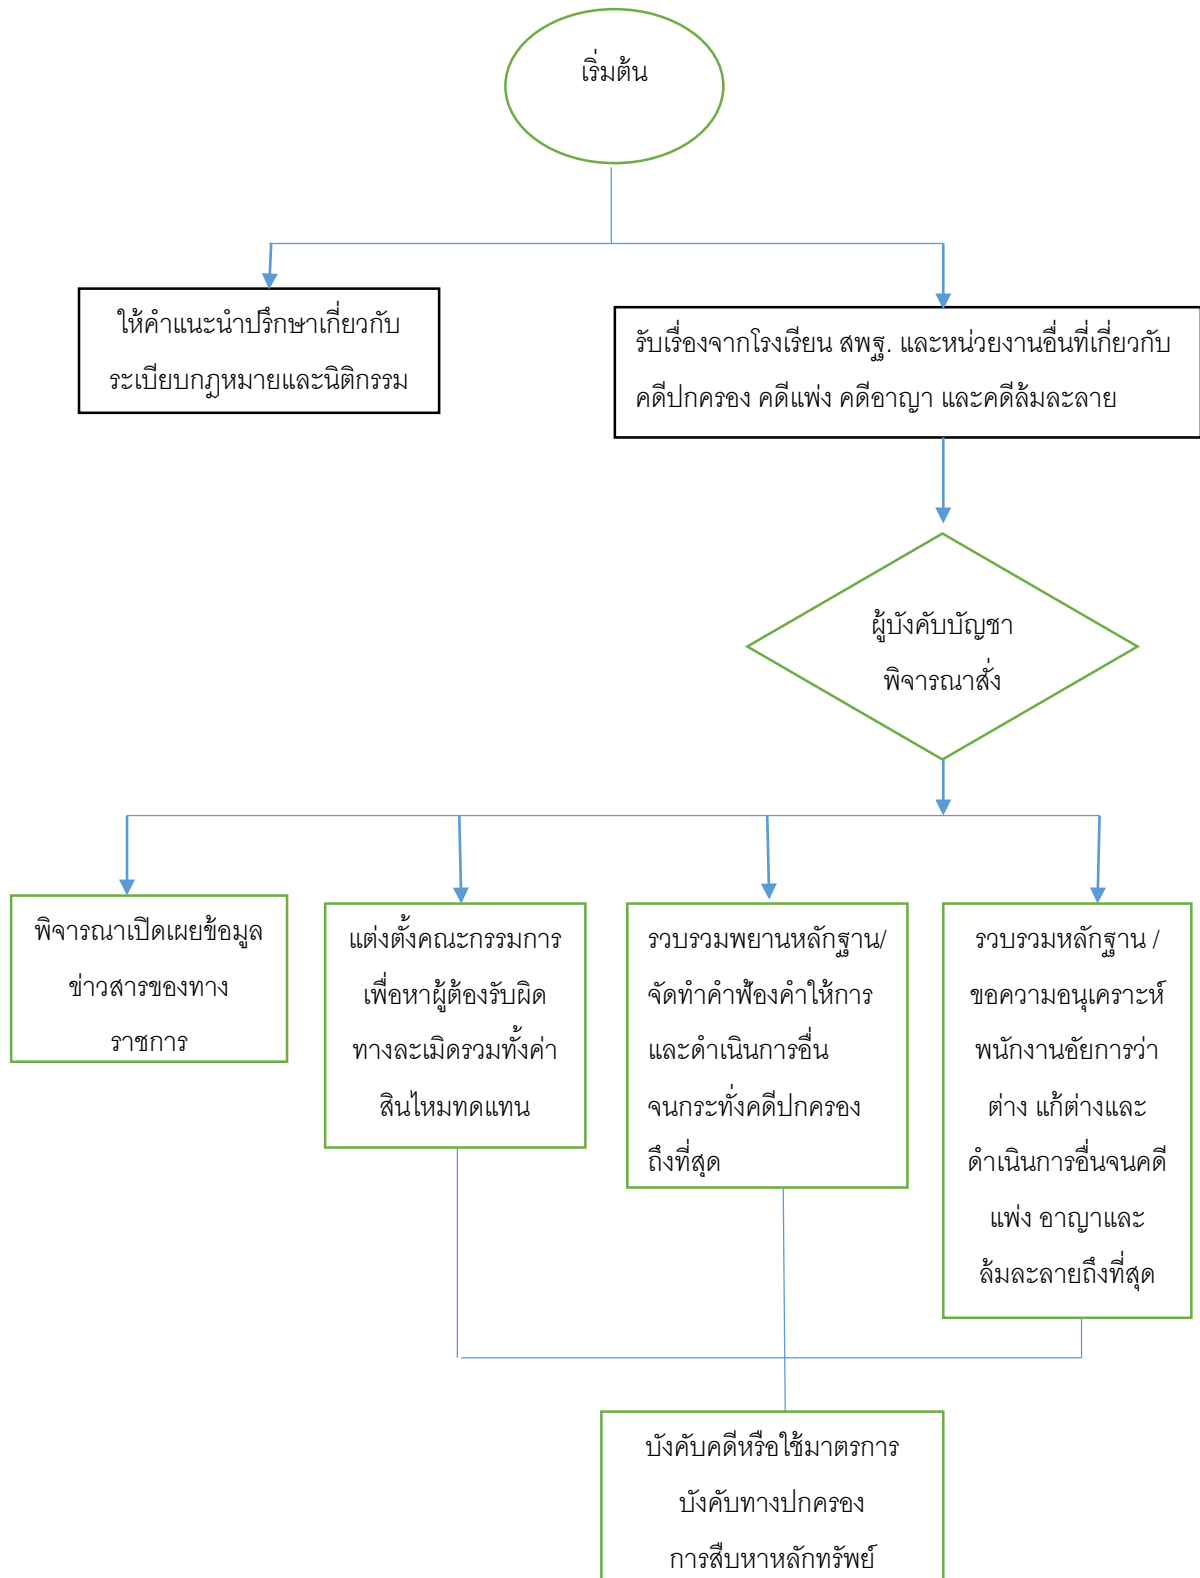 เริ่มต้น
ให้คำแนะนำปรึกษาเกี่ยวกับ
ระเบียบกฎหมายและนิติกรรม
รับเรื่องจากโรงเรียน สพฐ. และหน่วยงานอื่นที่เกี่ยวกับ
คดีปกครอง คดีแพ่ง คดีอาญา และคดีล้มละลาย
ผู้บังคับบัญชา
พิจารณาสั่ง
พิจารณาเปิดเผยข้อมูล
ข่าวสารของทาง
ราชการ
แต่งตั้งคณะกรรมการ
เพื่อหาผู้ต้องรับผิด
ทางละเมิดรวมทั้งค่า
สินไหมทดแทน
รวบรวมพยานหลักฐาน/
จัดทำคำฟ้องคำให้การ
และดำเนินการอื่น
จนกระทั่งคดีปกครอง
ถึงที่สุด
รวบรวมหลักฐาน /
ขอความอนุเคราะห์
พนักงานอัยการว่า
ต่าง แก้ต่างและ
ดำเนินการอื่นจนคดี
แพ่ง อาญาและ
ล้มละลายถึงที่สุด
บังคับคดีหรือใช้มาตรการ
บังคับทางปกครอง
การสืบหาหลักทรัพย์